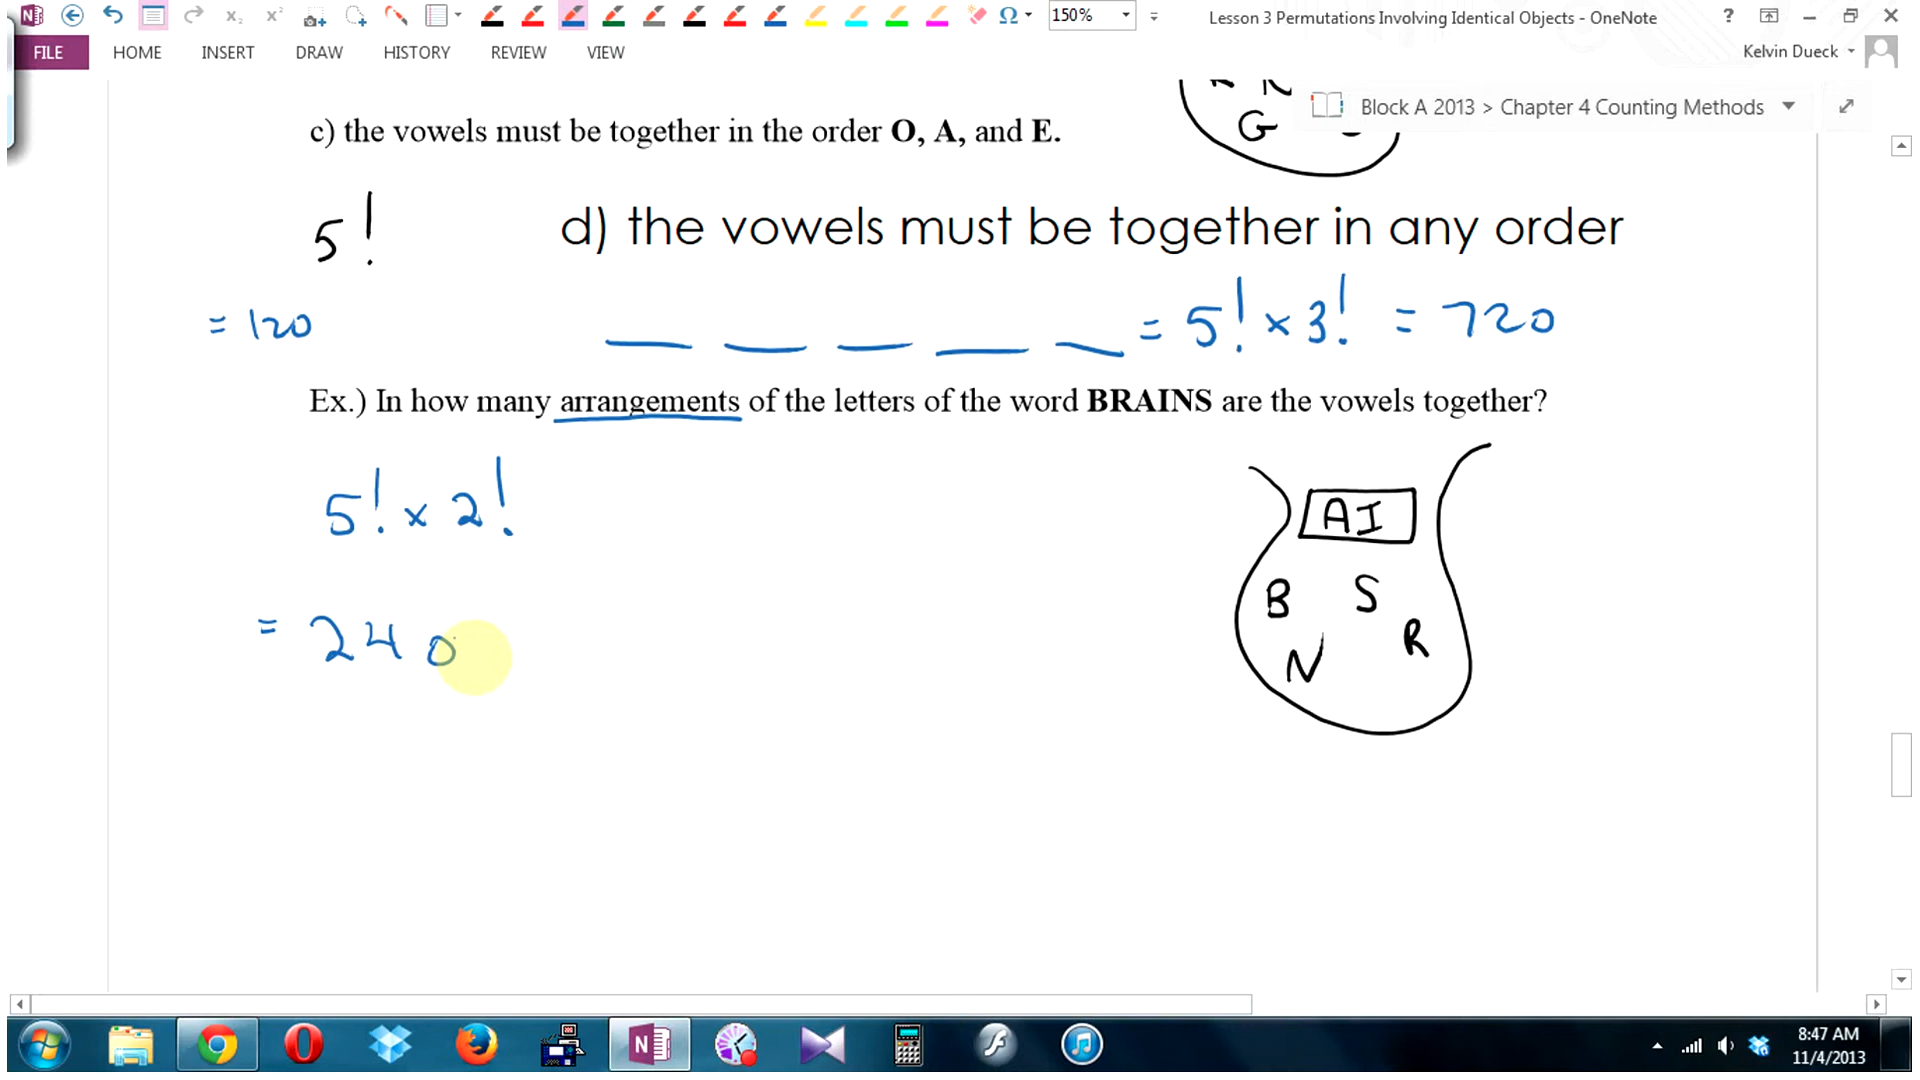 x₂ x² Ω 150% Lesson 3 Permutations Involving Identical Objects - OneNote ?
FILE HOME INSERT DRAW HISTORY REVIEW VIEW Kelvin Dueck
Block A 2013 > Chapter 4 Counting Methods
c) the vowels must be together in the order O, A, and E.
G
5! d) the vowels must be together in any order
= 120 = 5! × 3! = 720
Ex.) In how many arrangements of the letters of the word BRAINS are the vowels together?
5! × 2!
AI
B S
= 240
N R
8:47 AM
11/4/2013